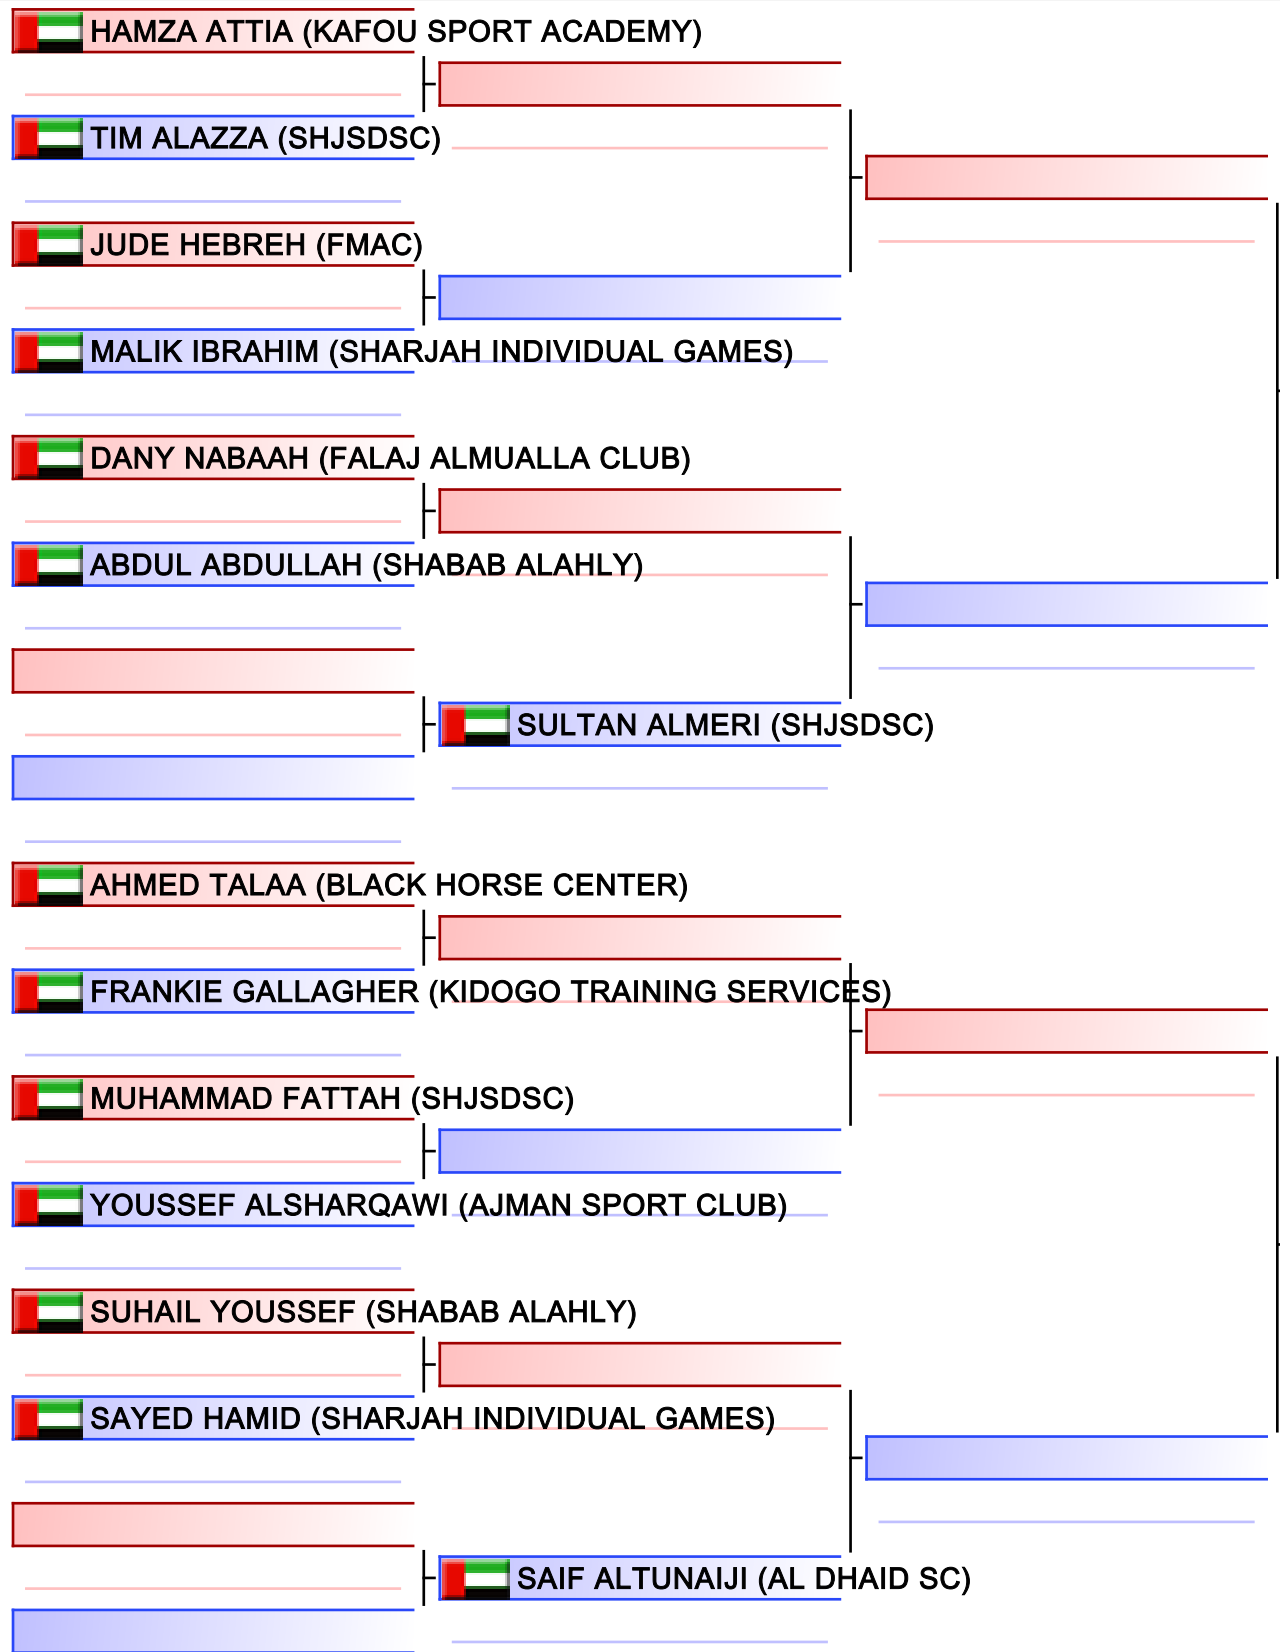 HAMZA ATTIA (KAFOU SPORT ACADEMY)
TIM ALAZZA (SHJSDSC)
JUDE HEBREH (FMAC)
MALIK IBRAHIM (SHARJAH INDIVIDUAL GAMES)
DANY NABAAH (FALAJ ALMUALLA CLUB)
ABDUL ABDULLAH (SHABAB ALAHLY)
SULTAN ALMERI (SHJSDSC)
AHMED TALAA (BLACK HORSE CENTER)
FRANKIE GALLAGHER (KIDOGO TRAINING SERVICES)
MUHAMMAD FATTAH (SHJSDSC)
YOUSSEF ALSHARQAWI (AJMAN SPORT CLUB)
SUHAIL YOUSSEF (SHABAB ALAHLY)
SAYED HAMID (SHARJAH INDIVIDUAL GAMES)
SAIF ALTUNAIJI (AL DHAID SC)